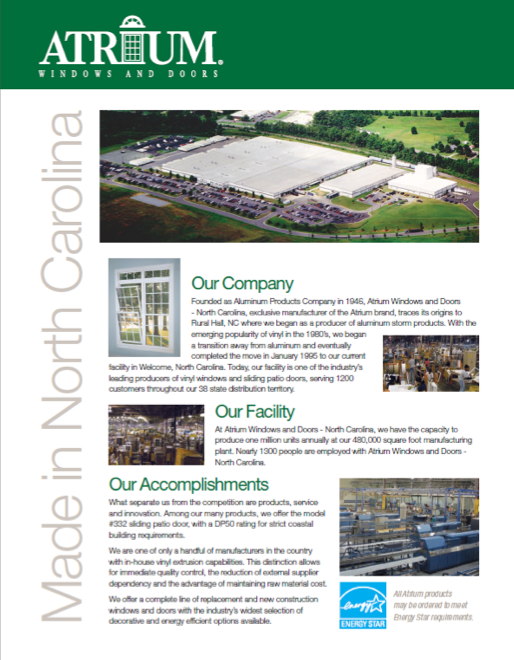 ATRIUM®
WINDOWS AND DOORS
Made in North Carolina
Our Company
Founded as Aluminum Products Company in 1946, Atrium Windows and Doors
- North Carolina, exclusive manufacturer of the Atrium brand, traces its origins to
Rural Hall, NC where we began as a producer of aluminum storm products. With the
emerging popularity of vinyl in the 1980's, we began
a transition away from aluminum and eventually
completed the move in January 1995 to our current
facility in Welcome, North Carolina. Today, our facility is one of the industry's
leading producers of vinyl windows and sliding patio doors, serving 1200
customers throughout our 38 state distribution territory.
Our Facility
At Atrium Windows and Doors - North Carolina, we have the capacity to
produce one million units annually at our 480,000 square foot manufacturing
plant. Nearly 1300 people are employed with Atrium Windows and Doors -
North Carolina.
Our Accomplishments
What separate us from the competition are products, service
and innovation. Among our many products, we offer the model
#332 sliding patio door, with a DP50 rating for strict coastal
building requirements.
We are one of only a handful of manufacturers in the country
with in-house vinyl extrusion capabilities. This distinction allows
for immediate quality control, the reduction of external supplier
dependency and the advantage of maintaining raw material cost.
We offer a complete line of replacement and new construction
windows and doors with the industry's widest selection of
decorative and energy efficient options available.
energy
ENERGY STAR
All Atrium products
may be ordered to meet
Energy Star requirements.